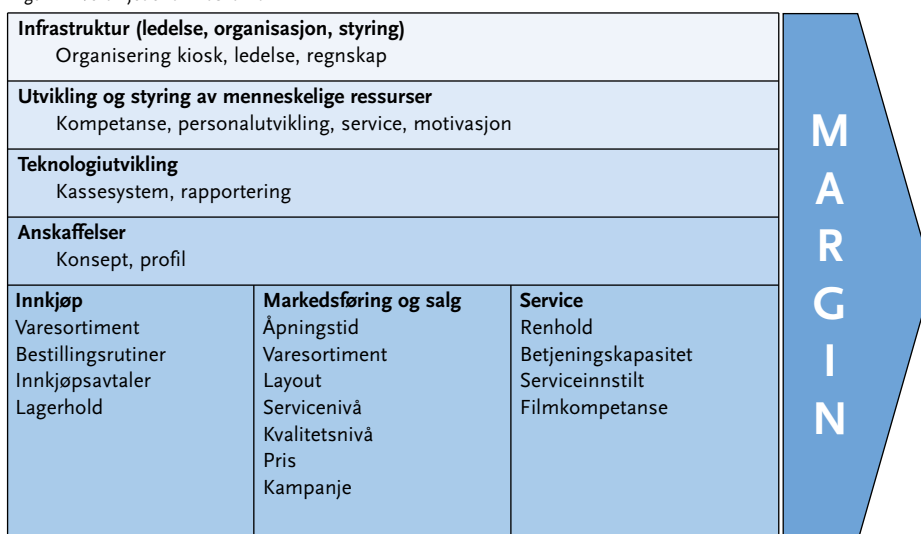 Infrastruktur (ledelse, organisasjon, styring)
Organisering kiosk, ledelse, regnskap
Utvikling og styring av menneskelige ressurser
Kompetanse, personalutvikling, service, motivasjon
Teknologiutvikling
Kassesystem, rapportering
Anskaffelser
Konsept, profil
Innkjøp
Varesortiment
Bestillingsrutiner
Innkjøpsavtaler
Lagerhold
Markedsføring og salg
Åpningstid
Varesortiment
Layout
Servicenivå
Kvalitetsnivå
Pris
Kampanje
Service
Renhold
Betjeningskapasitet
Serviceinnstilt
Filmkompetanse
MARGIN